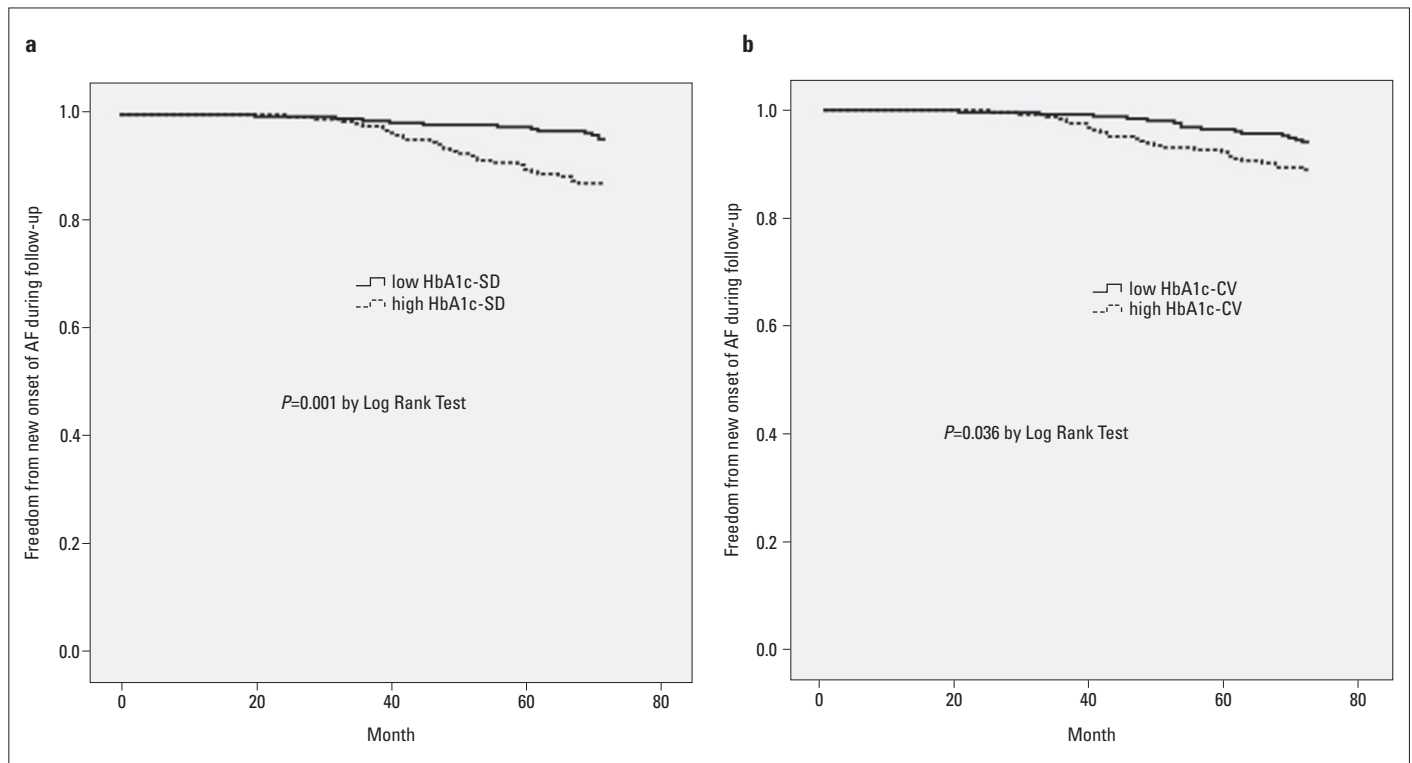 a
Freedom from new onset of AF during follow-up
1.0
0.8
0.6
0.4
0.2
0.0
low HbA1c-SD
high HbA1c-SD
P=0.001 by Log Rank Test
0 20 40 60 80
Month
b
Freedom from new onset of AF during follow-up
1.0
0.8
0.6
0.4
0.2
0.0
low HbA1c-CV
high HbA1c-CV
P=0.036 by Log Rank Test
0 20 40 60 80
Month